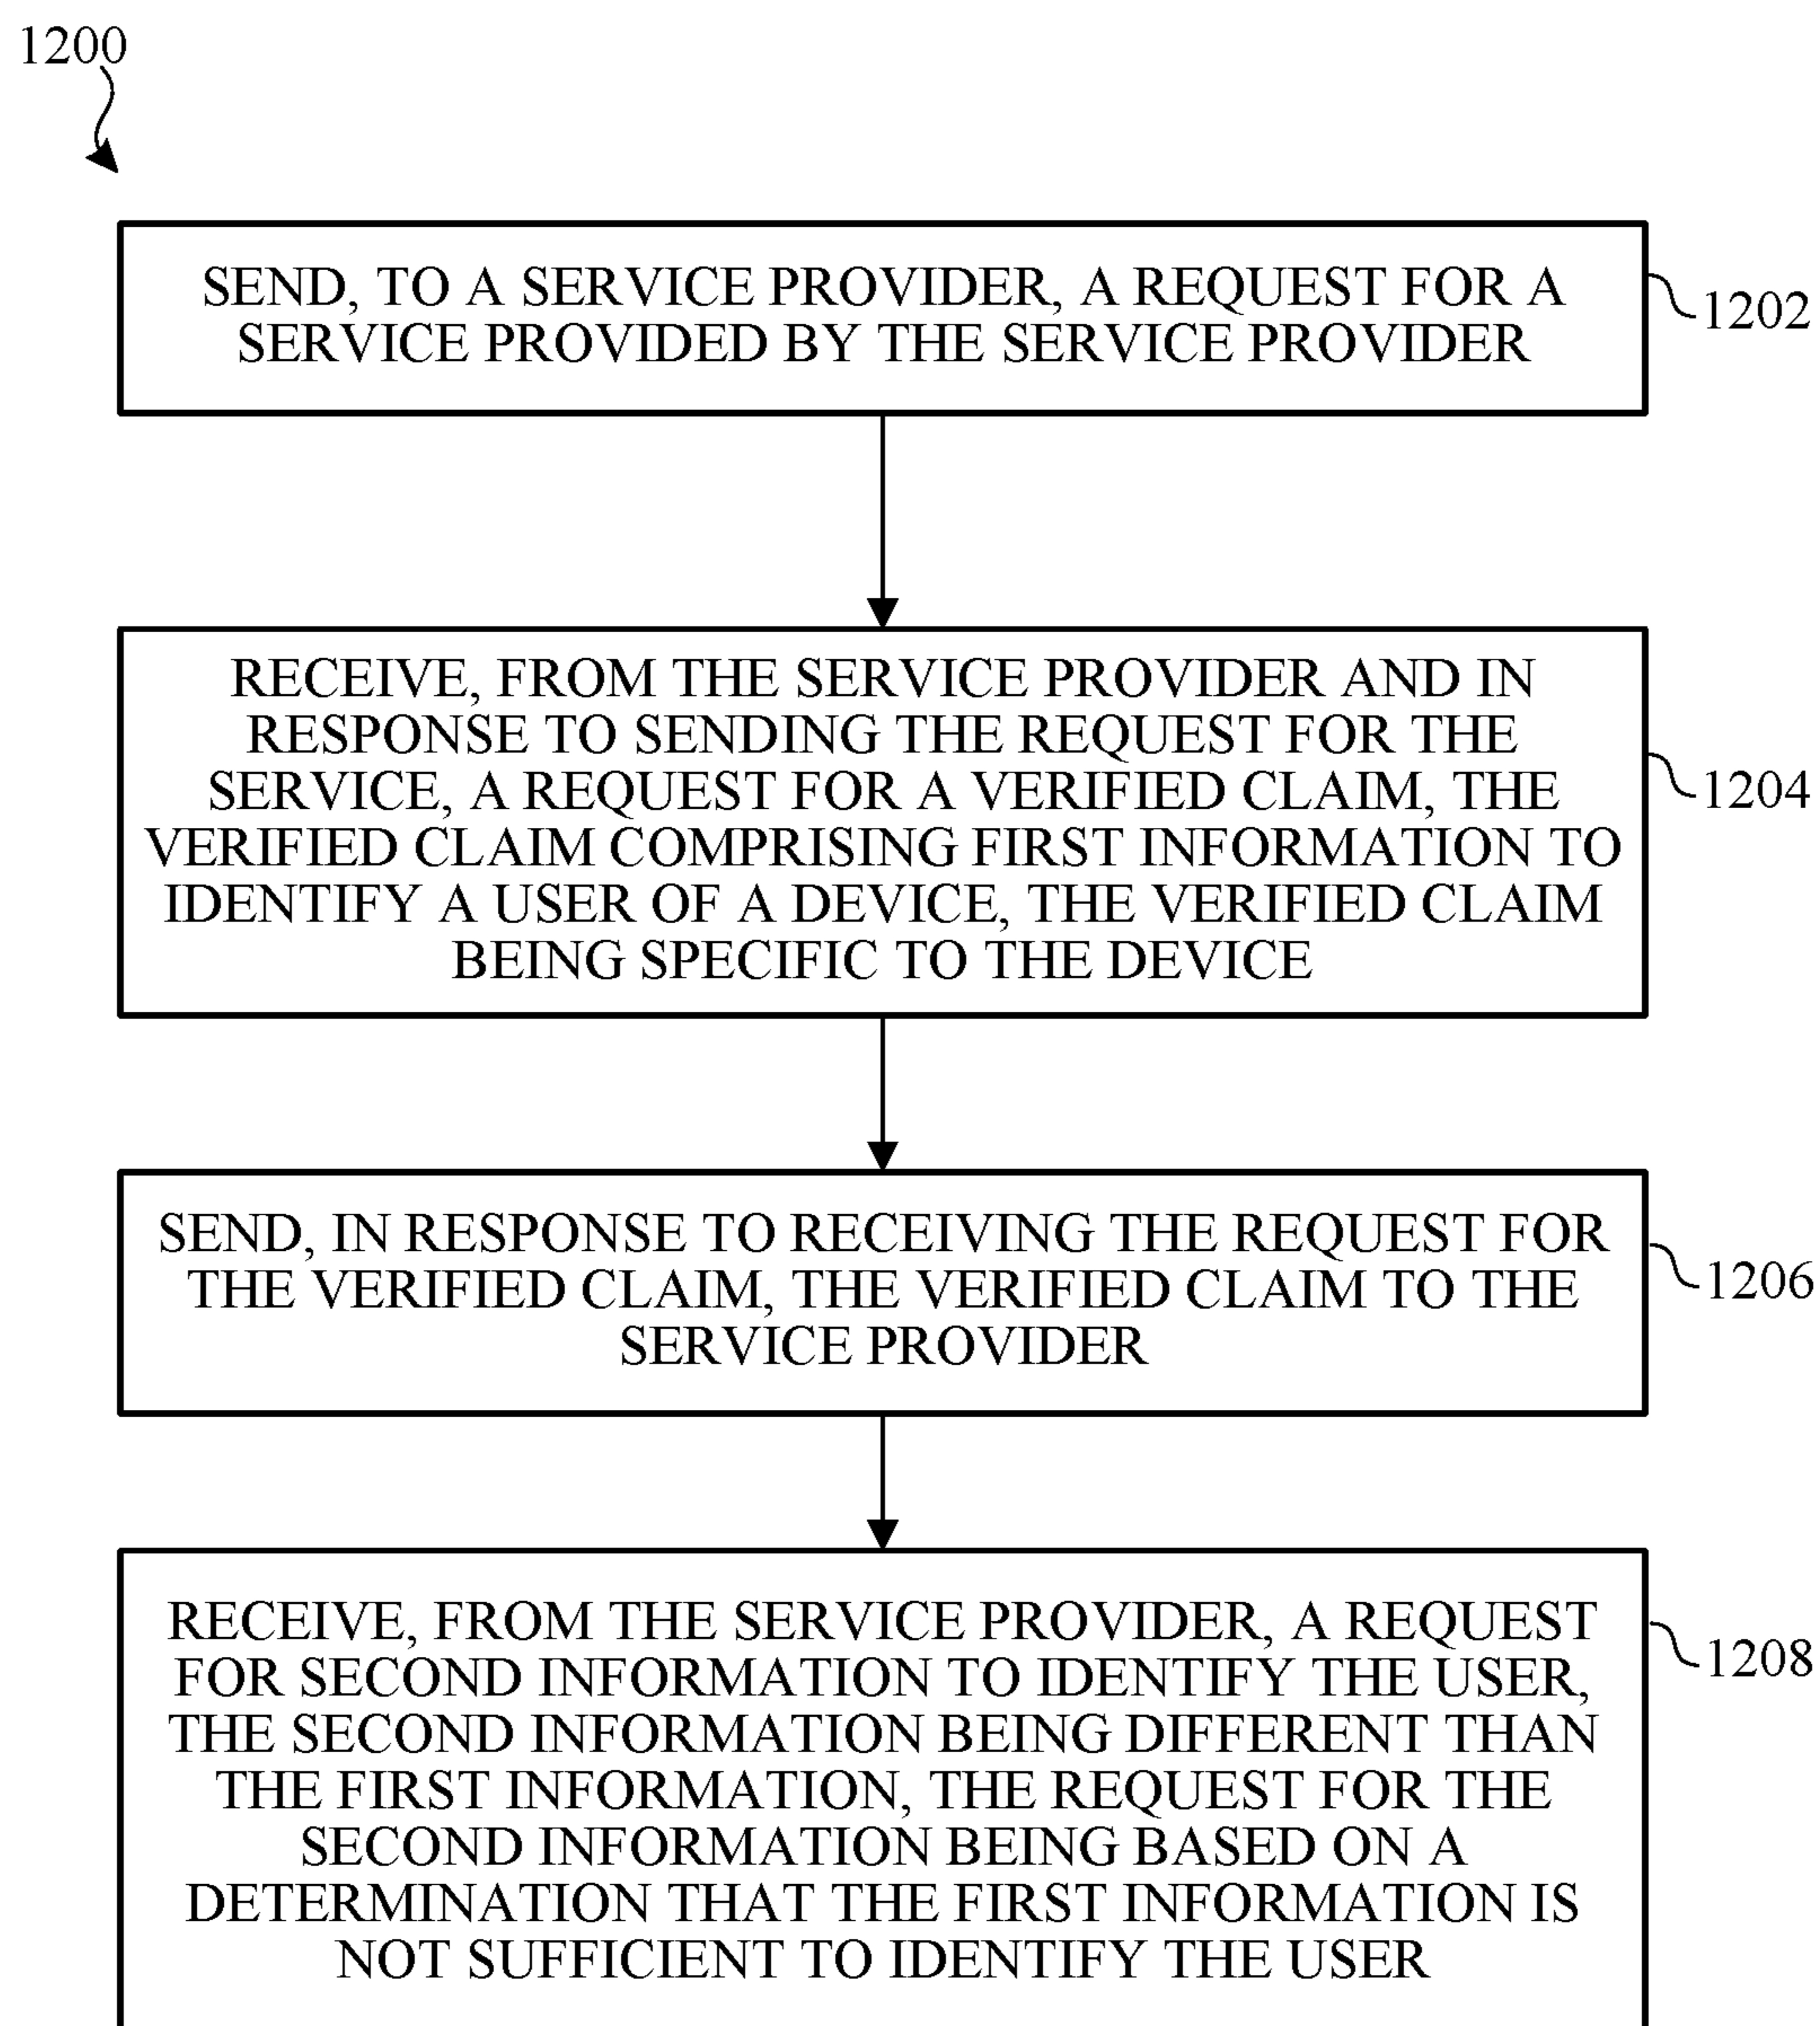 1200
SEND, TO A SERVICE PROVIDER, A REQUEST FOR A
SERVICE PROVIDED BY THE SERVICE PROVIDER
1202
RECEIVE, FROM THE SERVICE PROVIDER AND IN
RESPONSE TO SENDING THE REQUEST FOR THE
SERVICE, A REQUEST FOR A VERIFIED CLAIM, THE
VERIFIED CLAIM COMPRISING FIRST INFORMATION TO
IDENTIFY A USER OF A DEVICE, THE VERIFIED CLAIM
BEING SPECIFIC TO THE DEVICE
1204
SEND, IN RESPONSE TO RECEIVING THE REQUEST FOR
THE VERIFIED CLAIM, THE VERIFIED CLAIM TO THE
SERVICE PROVIDER
1206
RECEIVE, FROM THE SERVICE PROVIDER, A REQUEST
FOR SECOND INFORMATION TO IDENTIFY THE USER,
THE SECOND INFORMATION BEING DIFFERENT THAN
THE FIRST INFORMATION, THE REQUEST FOR THE
SECOND INFORMATION BEING BASED ON A
DETERMINATION THAT THE FIRST INFORMATION IS
NOT SUFFICIENT TO IDENTIFY THE USER
1208